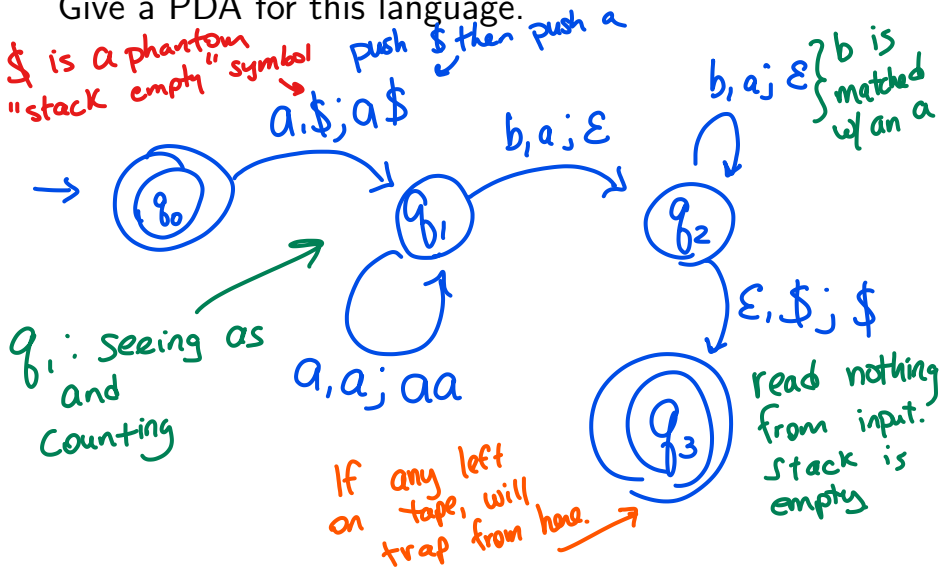 Give a PDA for this language.
$ is a phantom
"stack empty" symbol
push $ then push a
a,$; a$
b, a; ε
b, a; ε
b is
matched
w/ an a
q0
q1
q2
q1: seeing as
and
counting
a, a; aa
ε, $; $
q3
read nothing
from input.
stack is
empty
If any left
on tape, will
trap from here.